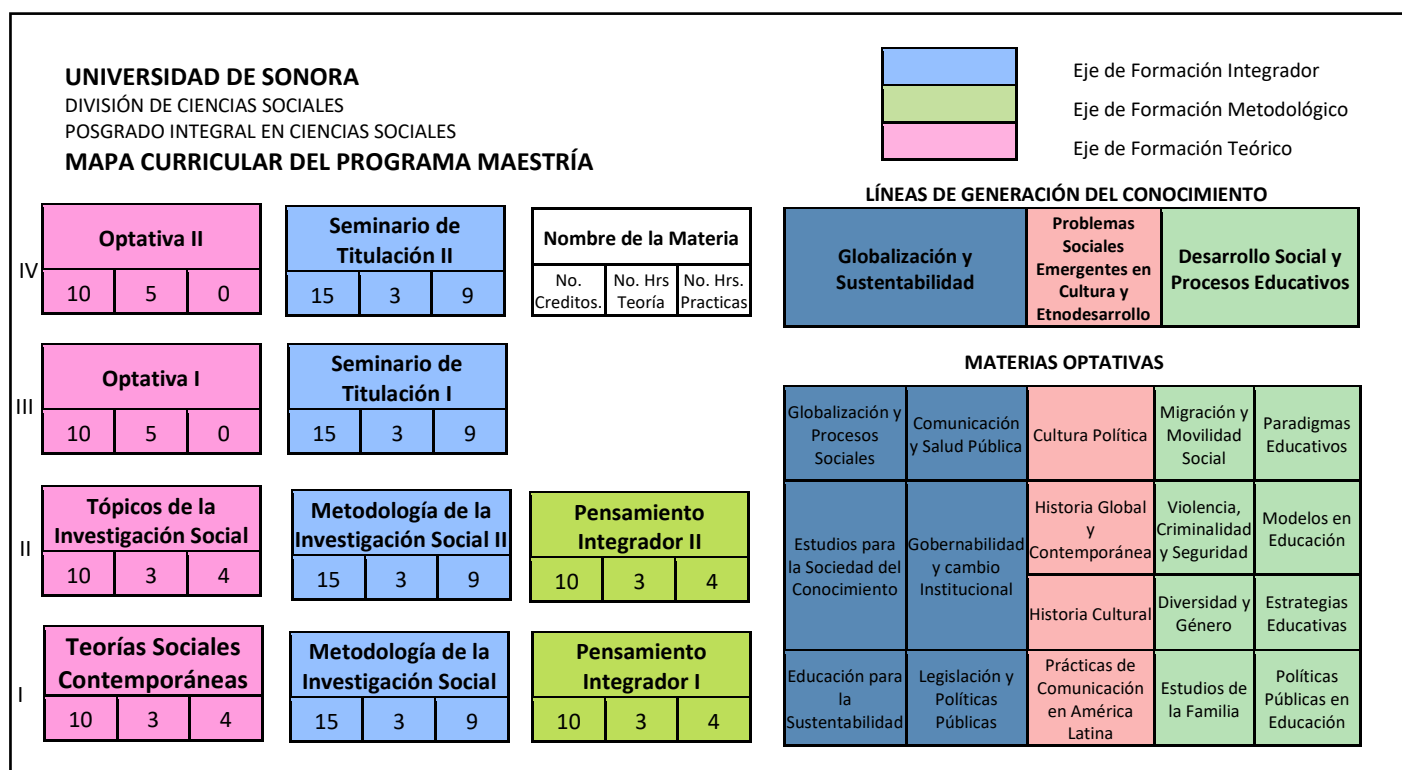 UNIVERSIDAD DE SONORA
DIVISIÓN DE CIENCIAS SOCIALES
POSGRADO INTEGRAL EN CIENCIAS SOCIALES
MAPA CURRICULAR DEL PROGRAMA MAESTRÍA
Eje de Formación Integrador
Eje de Formación Metodológico
Eje de Formación Teórico
IV
Optativa II
10 5 0
Seminario de
Titulación II
15 3 9
Nombre de la Materia
No.
Creditos.
No. Hrs
Teoría
No. Hrs.
Practicas
III
Optativa I
10 5 0
Seminario de
Titulación I
15 3 9
II
Tópicos de la
Investigación Social
10 3 4
Metodología de la
Investigación Social II
15 3 9
Pensamiento
Integrador II
10 3 4
I
Teorías Sociales
Contemporáneas
10 3 4
Metodología de la
Investigación Social
15 3 9
Pensamiento
Integrador I
10 3 4
LÍNEAS DE GENERACIÓN DEL CONOCIMIENTO
Globalización y
Sustentabilidad
Problemas
Sociales
Emergentes en
Cultura y
Etnodesarrollo
Desarrollo Social y
Procesos Educativos
MATERIAS OPTATIVAS
Globalización y
Procesos
Sociales
Comunicación
y Salud Pública
Cultura Política
Migración y
Movilidad
Social
Paradigmas
Educativos
Estudios para
la Sociedad del
Conocimiento
Gobernabilidad
y cambio
Institucional
Historia Global
y
Contemporánea
Violencia,
Criminalidad
y Seguridad
Modelos en
Educación
Historia Cultural
Diversidad y
Género
Estrategias
Educativas
Educación para
la
Sustentabilidad
Legislación y
Políticas
Públicas
Prácticas de
Comunicación
en América
Latina
Estudios de
la Familia
Políticas
Públicas en
Educación